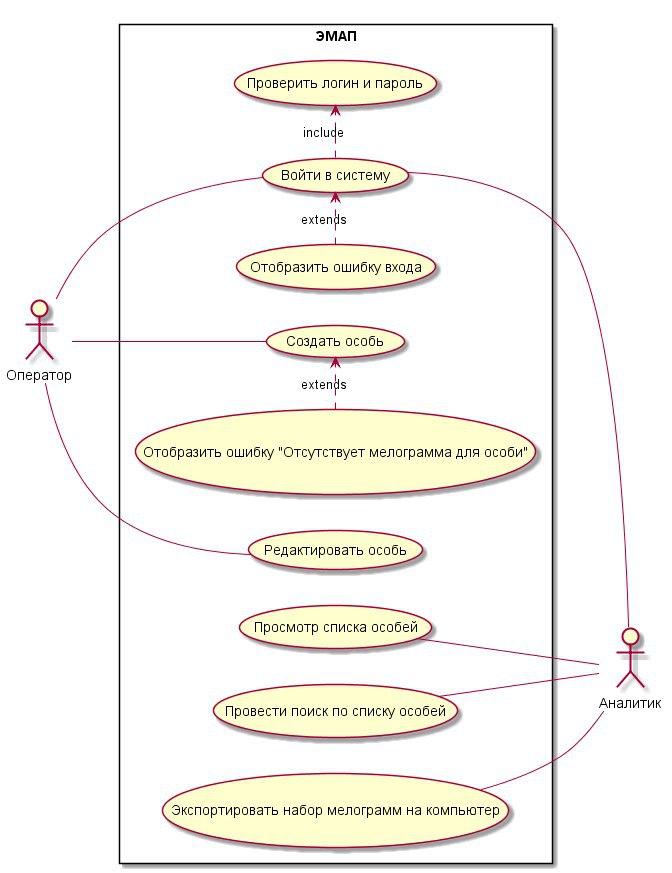 ЭМАП
Проверить логин и пароль
include
Войти в систему
extends
Отобразить ошибку входа
Создать особь
Оператор
extends
Отобразить ошибку "Отсутствует мелограмма для особи"
Редактировать особь
Просмотр списка особей
Аналитик
Провести поиск по списку особей
Экспортировать набор мелограмм на компьютер